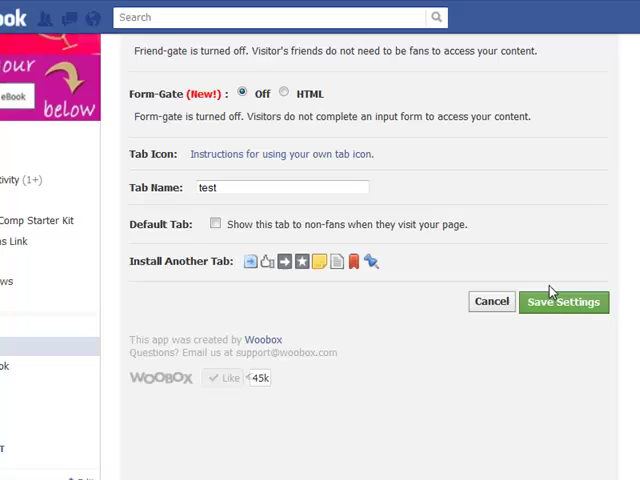 ook
Search
Friend-gate is turned off. Visitor's friends do not need to be fans to access your content.
our
eBook
below
Form-Gate (New!) : Off HTML
Form-gate is turned off. Visitors do not complete an input form to access your content.
Tab Icon: Instructions for using your own tab icon.
tivity (1+)
Tab Name: test
Comp Starter Kit
Default Tab: Show this tab to non-fans when they visit your page.
s Link
Install Another Tab:
ws
Cancel Save Settings
This app was created by Woobox
Questions? Email us at support@woobox.com
ok
WOOBOX Like 45k
T